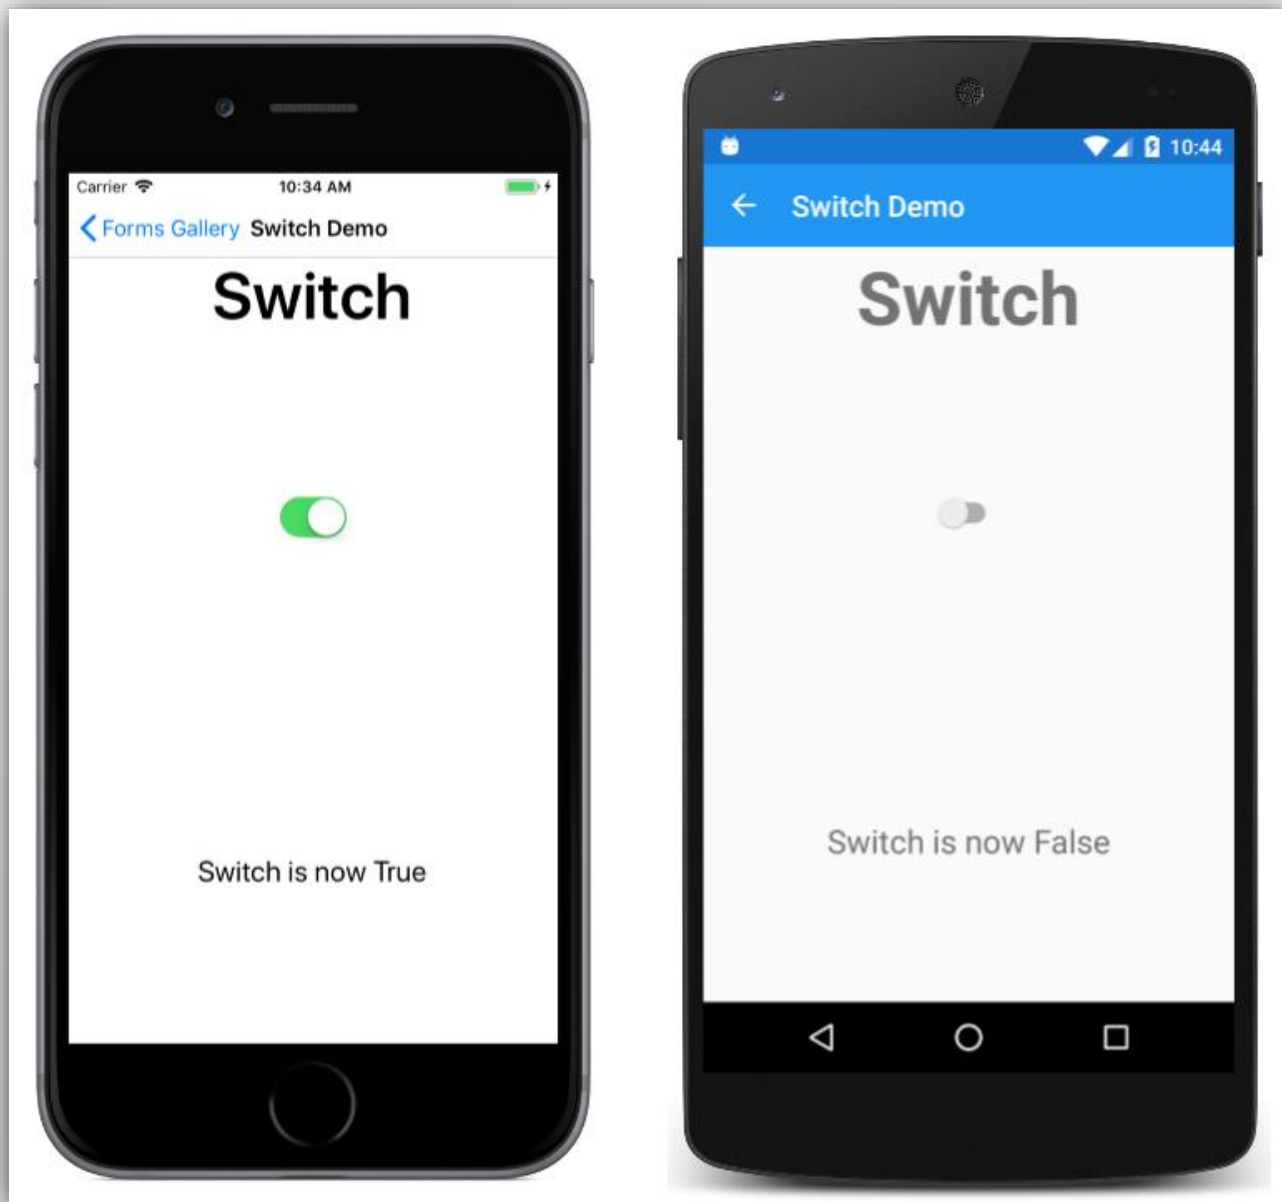 Carrier 10:34 AM
Forms Gallery Switch Demo
Switch
Switch is now True
10:44
Switch Demo
Switch
Switch is now False